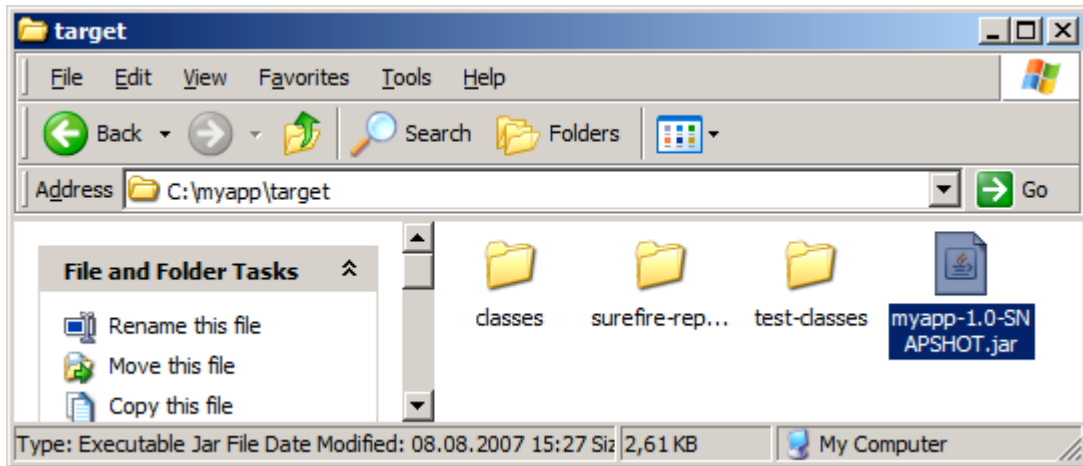 target
File Edit View Favorites Tools Help
Back Search Folders
Address C:\myapp\target Go
File and Folder Tasks
Rename this file
Move this file
Copy this file
classes surefire-rep... test-classes myapp-1.0-SN
APSHOT.jar
Type: Executable Jar File Date Modified: 08.08.2007 15:27 Siz 2,61 KB My Computer